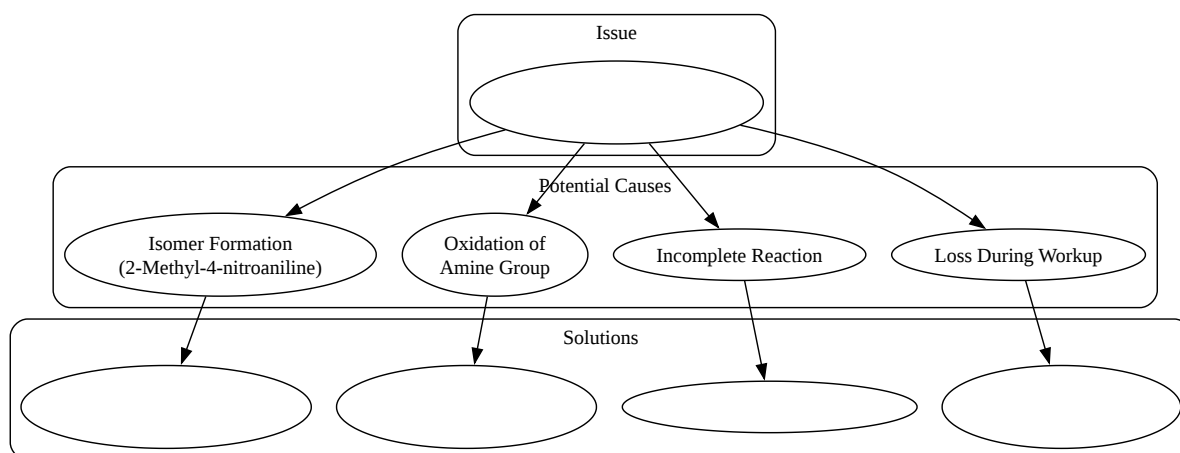 Issue
Potential Causes
Isomer Formation
(2-Methyl-4-nitroaniline)
Oxidation of
Amine Group
Incomplete Reaction
Loss During Workup
Solutions